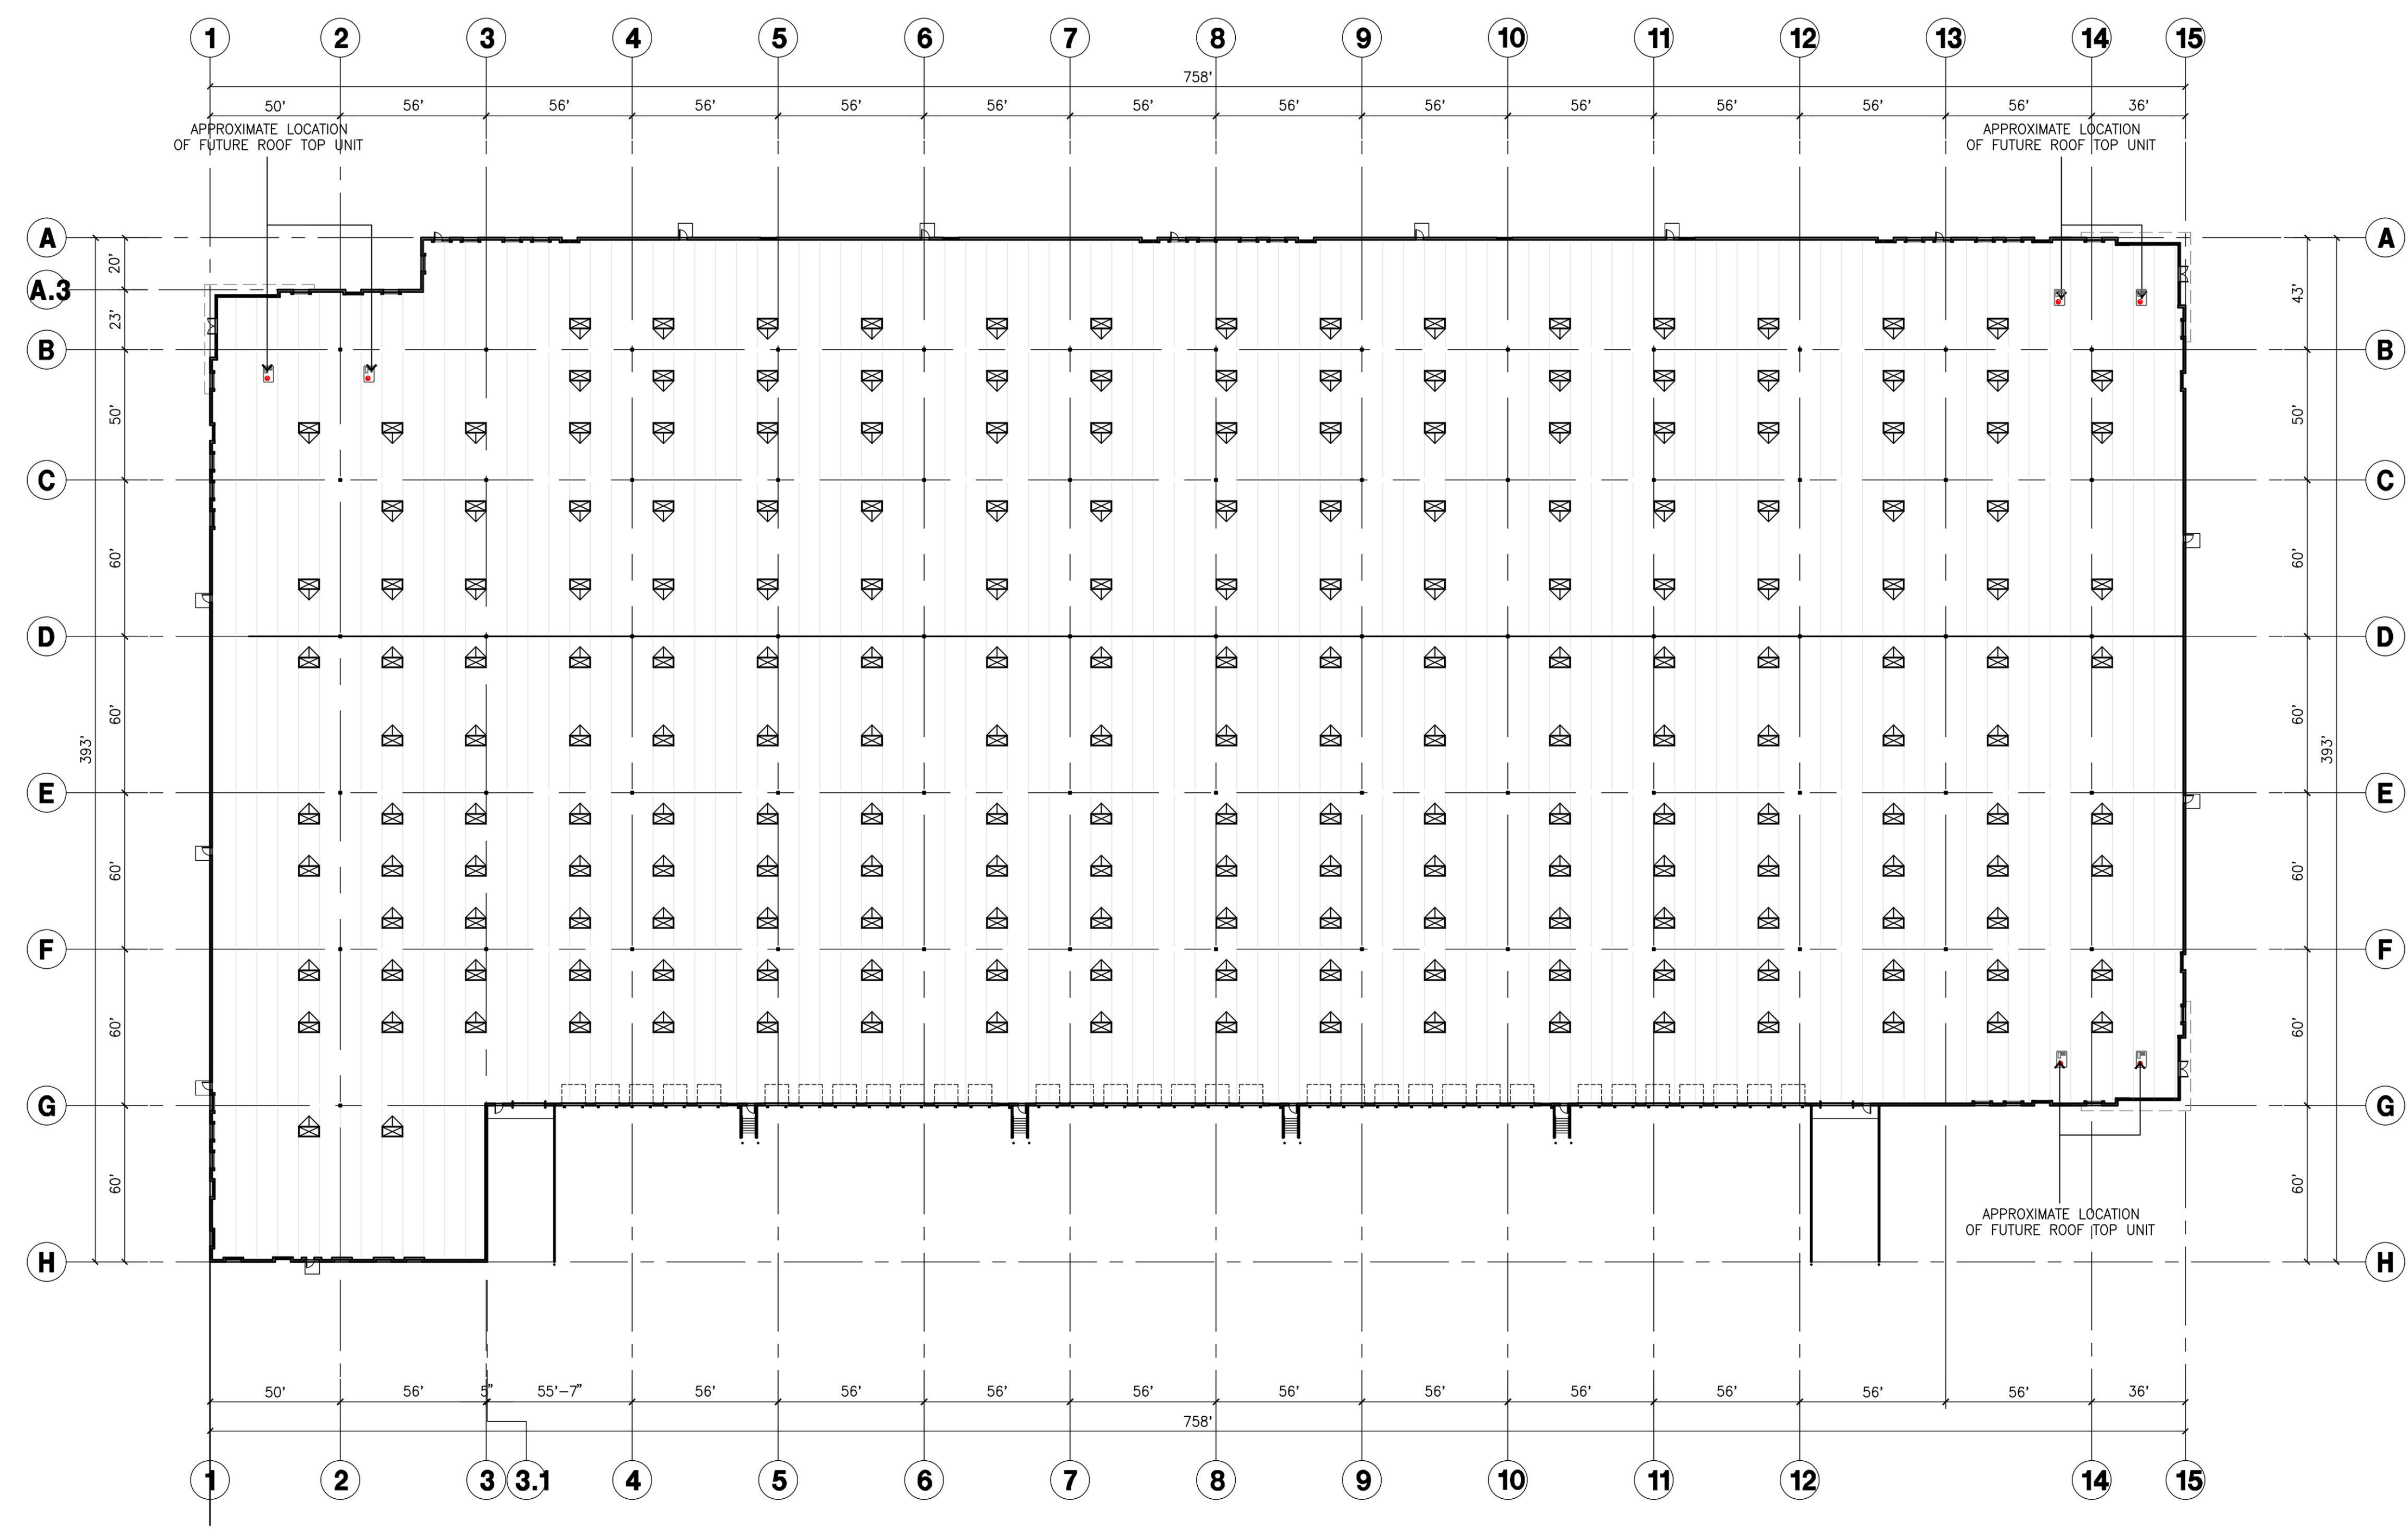 1 2 3 4 5 6 7 8 9 10 11 12 13 14 15
758'
50' 56' 56' 56' 56' 56' 56' 56' 56' 56' 56' 56' 56' 36'
APPROXIMATE LOCATION
OF FUTURE ROOF TOP UNIT
APPROXIMATE LOCATION
OF FUTURE ROOF TOP UNIT
A A
20'
A.3
43'
23'
B B
50' 50'
C C
60' 60'
D D
60' 60'
393' 393'
E E
60' 60'
F F
60' 60'
G G
60' 60'
APPROXIMATE LOCATION
OF FUTURE ROOF TOP UNIT
H H
50' 56' 5" 55'-7" 56' 56' 56' 56' 56' 56' 56' 56' 56' 56' 36'
758'
1 2 3 3.1 4 5 6 7 8 9 10 11 12 14 15